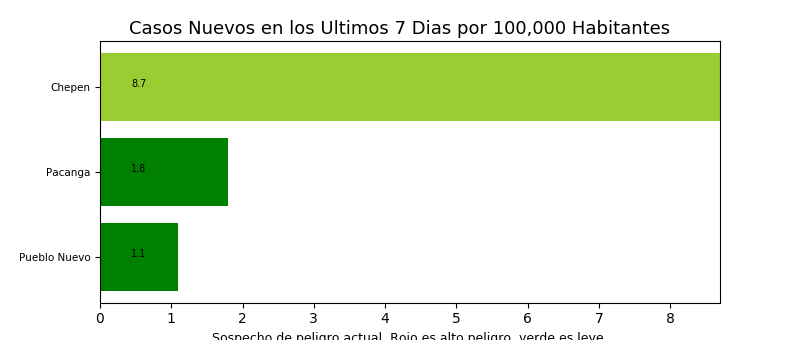 Casos Nuevos en los Ultimos 7 Dias por 100,000 Habitantes
Chepen
8.7
Pacanga
1.8
Pueblo Nuevo
1.1
0 1 2 3 4 5 6 7 8
Sospecho de peligro actual. Rojo es alto peligro, verde es leve